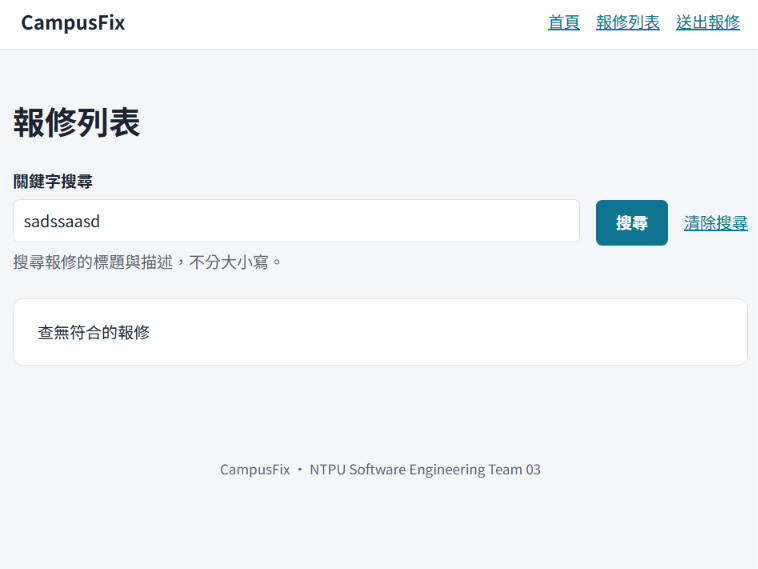 CampusFix
首頁 報修列表 送出報修
報修列表
關鍵字搜尋
sadssaasd
搜尋
清除搜尋
搜尋報修的標題與描述，不分大小寫。
查無符合的報修
CampusFix · NTPU Software Engineering Team 03